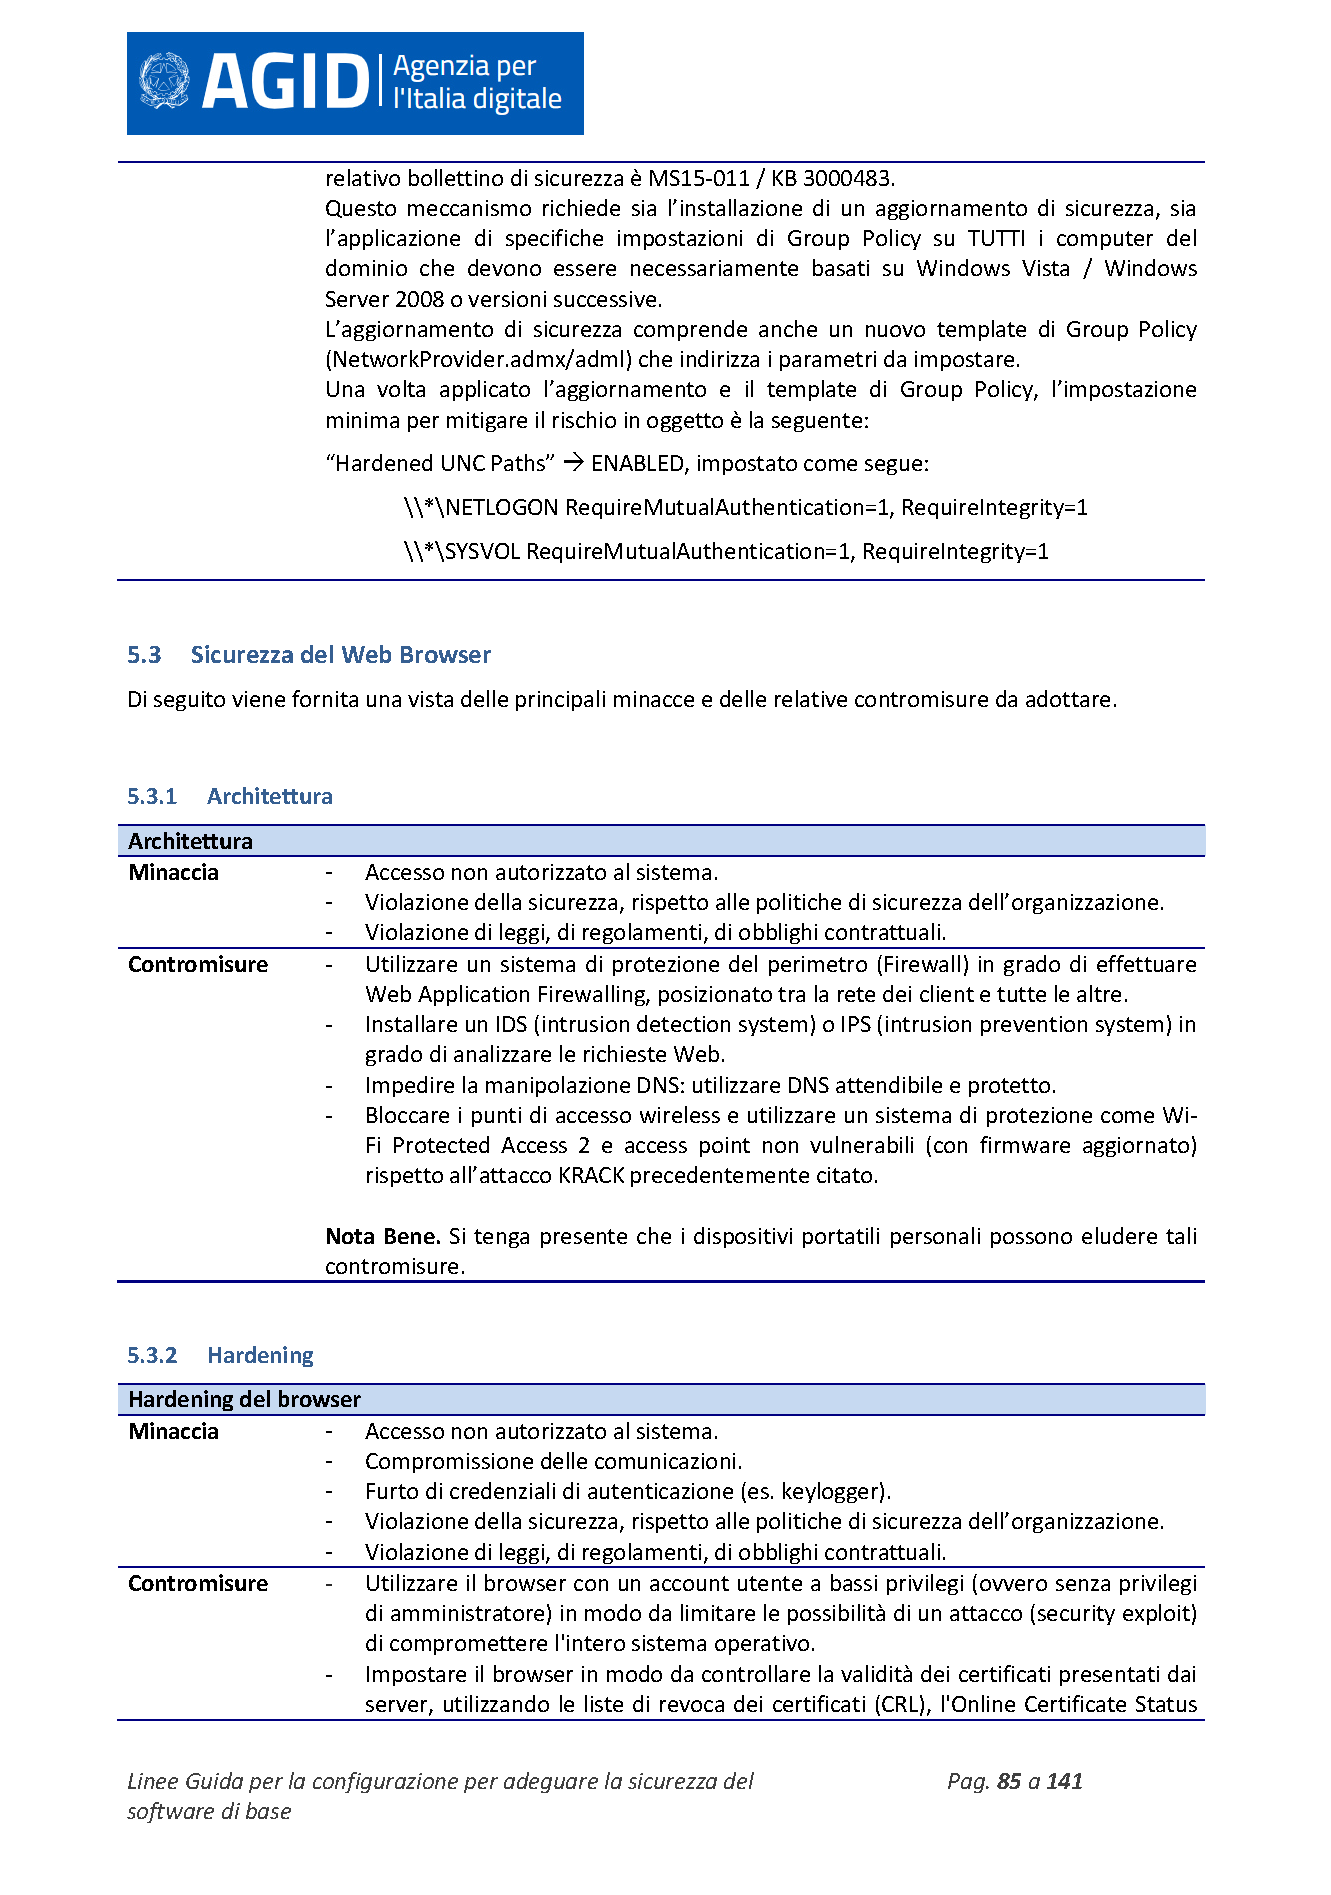 AGID Agenzia per
l'Italia digitale
relativo bollettino di sicurezza è MS15-011 / KB 3000483.
Questo meccanismo richiede sia l’installazione di un aggiornamento di sicurezza, sia
l’applicazione di specifiche impostazioni di Group Policy su TUTTI i computer del
dominio che devono essere necessariamente basati su Windows Vista / Windows
Server 2008 o versioni successive.
L’aggiornamento di sicurezza comprende anche un nuovo template di Group Policy
(NetworkProvider.admx/adml) che indirizza i parametri da impostare.
Una volta applicato l’aggiornamento e il template di Group Policy, l’impostazione
minima per mitigare il rischio in oggetto è la seguente:
“Hardened UNC Paths” → ENABLED, impostato come segue:
\\*\NETLOGON RequireMutualAuthentication=1, RequireIntegrity=1
\\*\SYSVOL RequireMutualAuthentication=1, RequireIntegrity=1
5.3 Sicurezza del Web Browser
Di seguito viene fornita una vista delle principali minacce e delle relative contromisure da adottare.
5.3.1 Architettura
Architettura
Minaccia - Accesso non autorizzato al sistema.
- Violazione della sicurezza, rispetto alle politiche di sicurezza dell’organizzazione.
- Violazione di leggi, di regolamenti, di obblighi contrattuali.
Contromisure - Utilizzare un sistema di protezione del perimetro (Firewall) in grado di effettuare
Web Application Firewalling, posizionato tra la rete dei client e tutte le altre.
- Installare un IDS (intrusion detection system) o IPS (intrusion prevention system) in
grado di analizzare le richieste Web.
- Impedire la manipolazione DNS: utilizzare DNS attendibile e protetto.
- Bloccare i punti di accesso wireless e utilizzare un sistema di protezione come Wi-
Fi Protected Access 2 e access point non vulnerabili (con firmware aggiornato)
rispetto all’attacco KRACK precedentemente citato.
Nota Bene. Si tenga presente che i dispositivi portatili personali possono eludere tali
contromisure.
5.3.2 Hardening
Hardening del browser
Minaccia - Accesso non autorizzato al sistema.
- Compromissione delle comunicazioni.
- Furto di credenziali di autenticazione (es. keylogger).
- Violazione della sicurezza, rispetto alle politiche di sicurezza dell’organizzazione.
- Violazione di leggi, di regolamenti, di obblighi contrattuali.
Contromisure - Utilizzare il browser con un account utente a bassi privilegi (ovvero senza privilegi
di amministratore) in modo da limitare le possibilità di un attacco (security exploit)
di compromettere l'intero sistema operativo.
- Impostare il browser in modo da controllare la validità dei certificati presentati dai
server, utilizzando le liste di revoca dei certificati (CRL), l'Online Certificate Status
Linee Guida per la configurazione per adeguare la sicurezza del Pag. 85 a 141
software di base